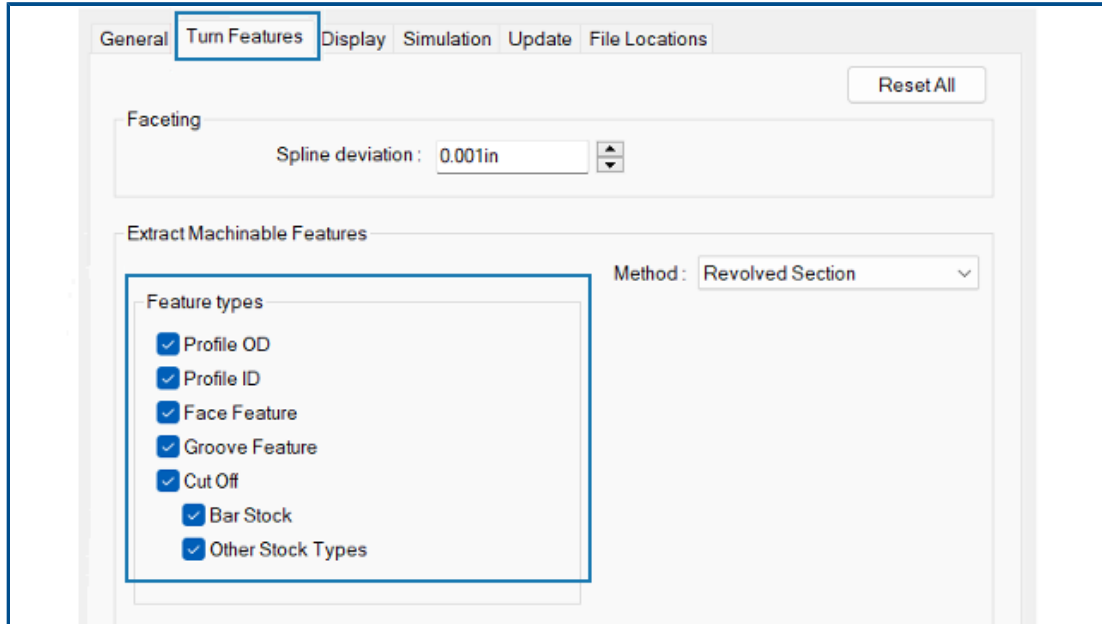 General Turn Features Display Simulation Update File Locations
Reset All
Faceting
Spline deviation : 0.001in
Extract Machinable Features
Method : Revolved Section
Feature types
Profile OD
Profile ID
Face Feature
Groove Feature
Cut Off
Bar Stock
Other Stock Types